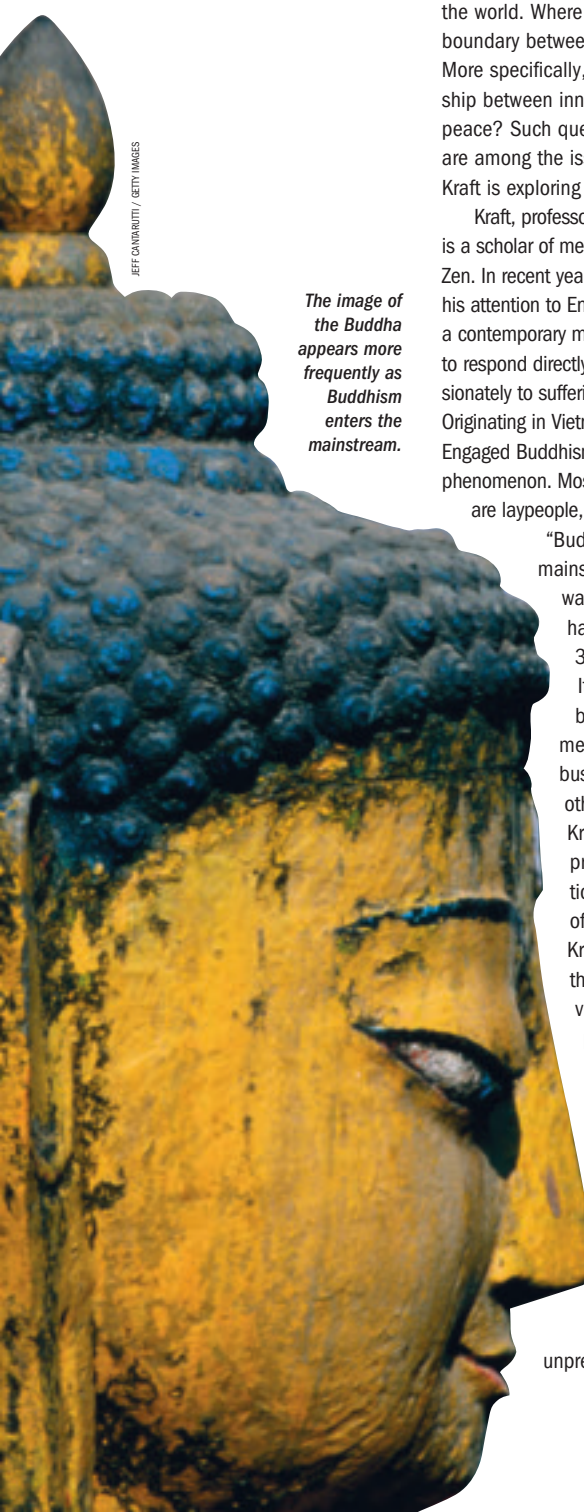 JEFF CANTARUTTI / GETTY IMAGES
The image of
the Buddha
appears more
frequently as
Buddhism
enters the
mainstream.
the world. Where
boundary between
More specifically,
ship between inn
peace? Such que
are among the is
Kraft is exploring
Kraft, profess
is a scholar of me
Zen. In recent yea
his attention to En
a contemporary m
to respond directly
sionately to sufferi
Originating in Vietn
Engaged Buddhism
phenomenon. Mos
are laypeople,
“Bud
mains
wa
ha
3
I
b
me
bus
oth
Kr
pr
tio
of
Kr
th
v
unpre